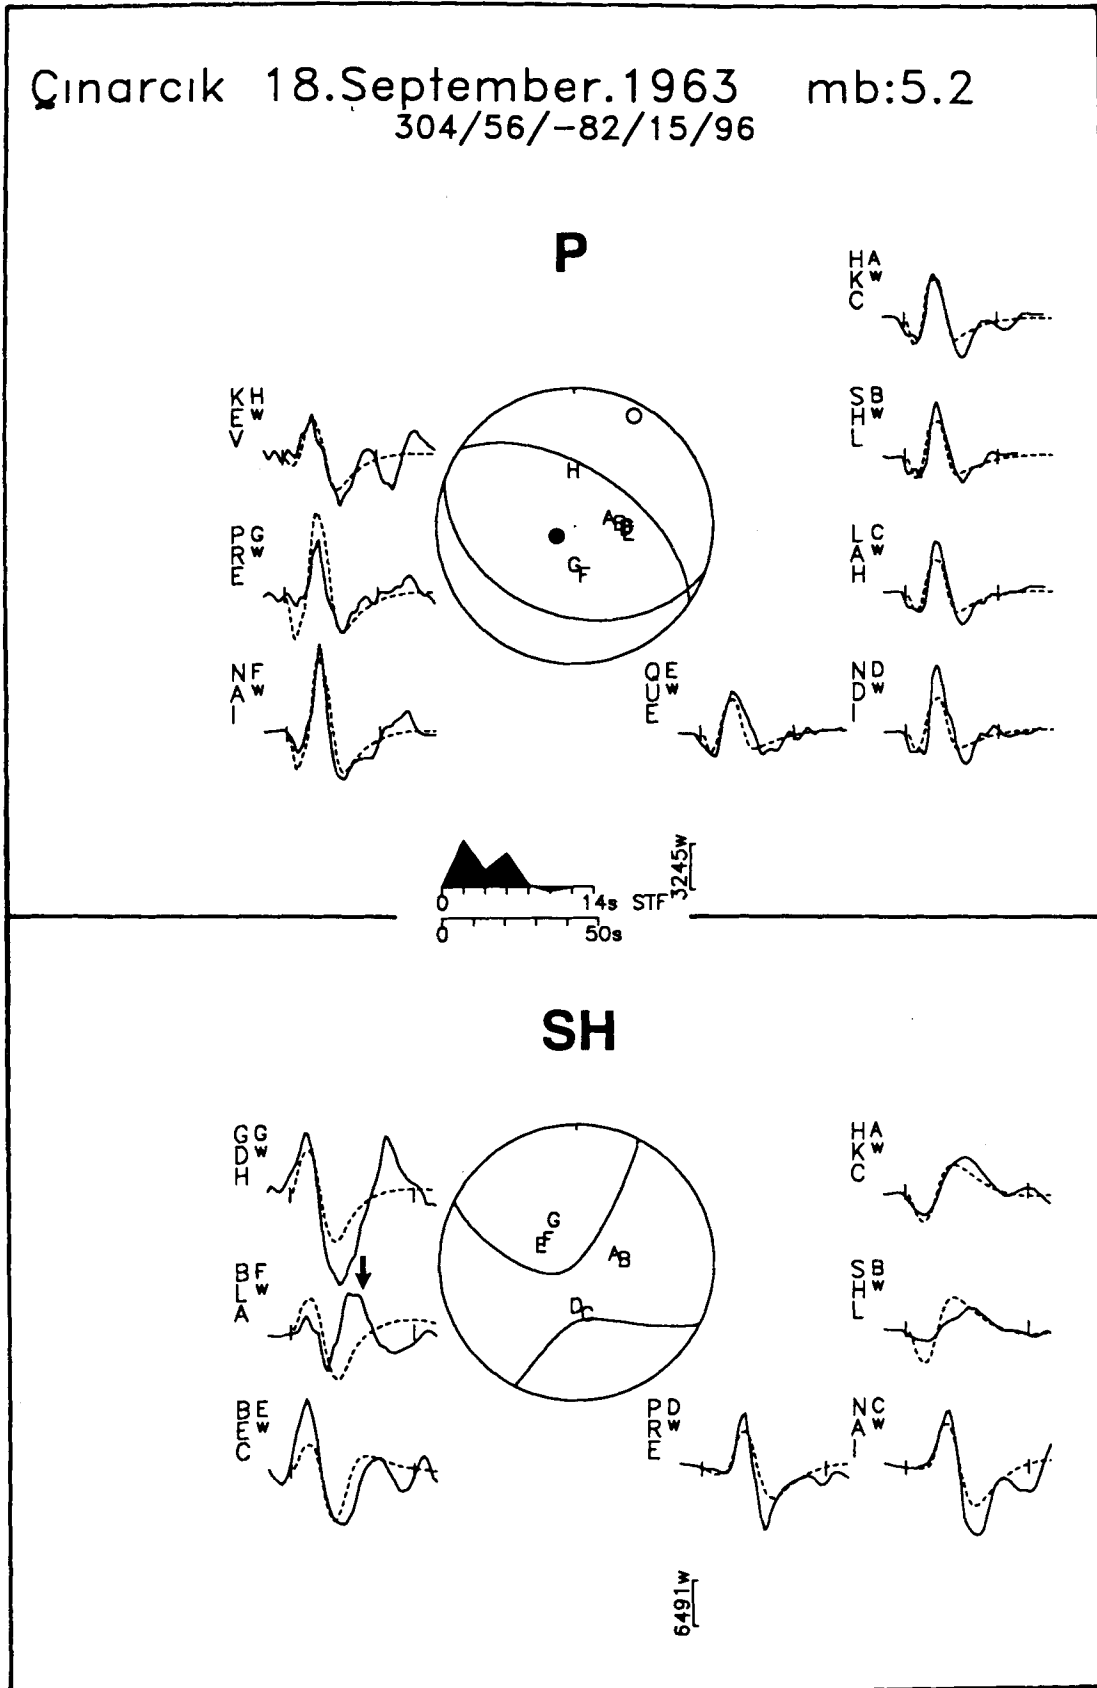 Çınarcık 18.September.1963 mb:5.2
304/56/-82/15/96
P
HKC A w
KEV H w
SHL B w
PRE G w
LAH C w
NAI F w
QUE E w
NDI D w
H
A B
E
G F
3245w
0 14s STF
0 50s
SH
GDH G w
HKC A w
G
E F
A B
BLA F w
SHL B w
D C
BEC E w
PRE D w
NAI C w
6491w